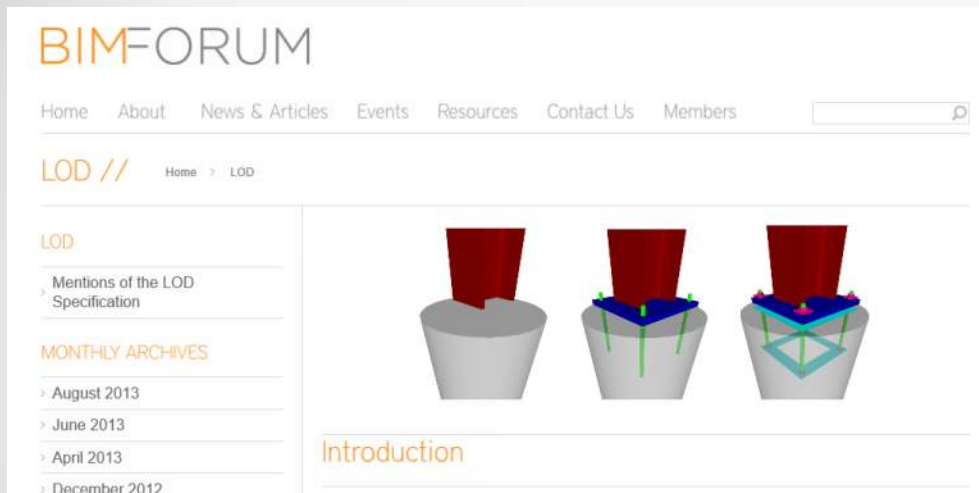 BIMFORUM
Home About News & Articles Events Resources Contact Us Members
LOD // Home > LOD
LOD
Mentions of the LOD
Specification
MONTHLY ARCHIVES
August 2013
June 2013
April 2013
December 2012
Introduction